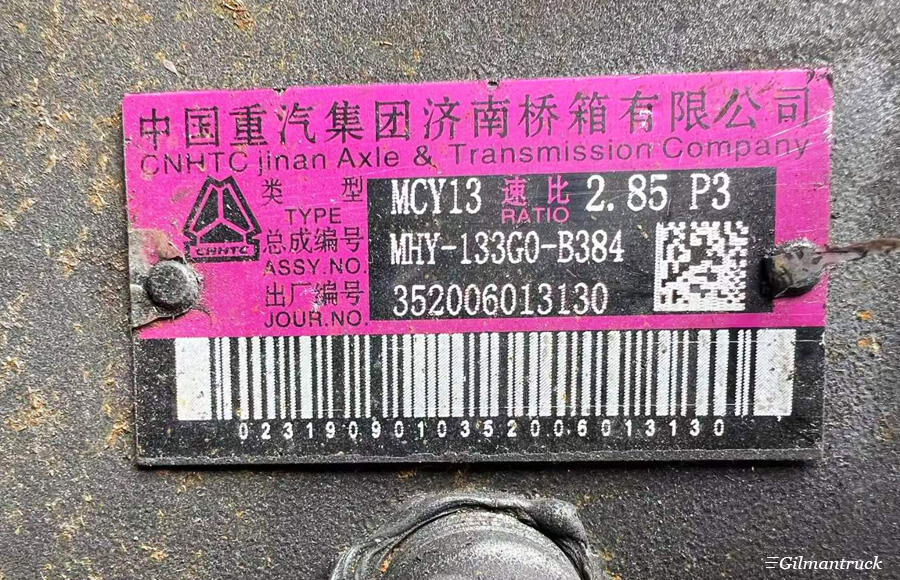 中国重汽集团济南桥箱有限公司
CNHTC jinan Axle & Transmission Company
类 型 MCY13 速 比 2.85 P3
TYPE RATIO
CNHTC
总成编号 MHY-133G0-B384
ASSY.NO.
出厂编号 352006013130
JOUR.NO.
0231909010352006013130
Gilmantruck